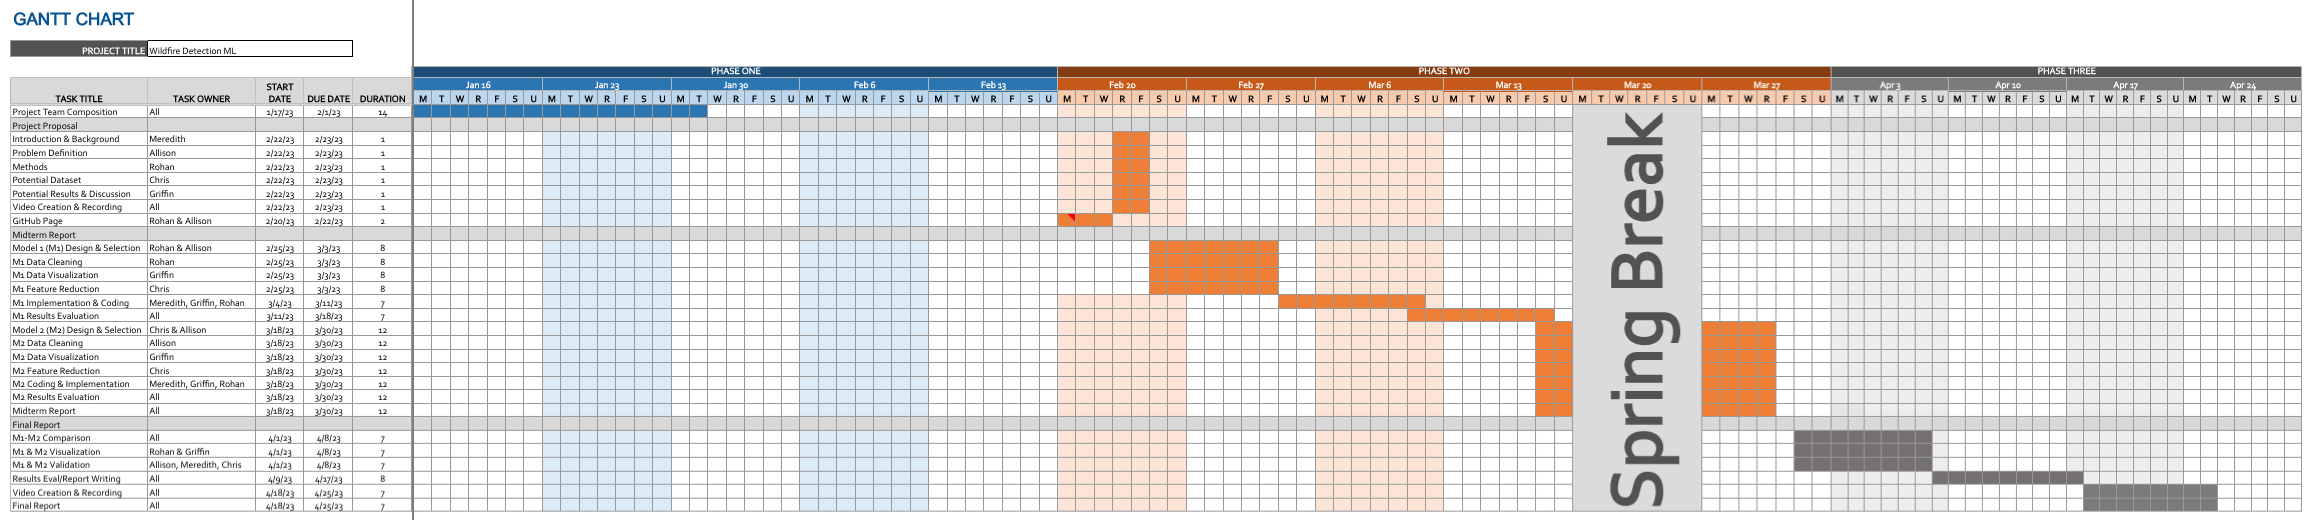 GANTT CHART
PROJECT TITLE Wildfire Detection ML
PHASE ONE PHASE TWO PHASE THREE
Jan 16 Jan 23 Jan 30 Feb 6 Feb 13 Feb 20 Feb 27 Mar 6 Mar 13 Mar 20 Mar 27 Apr 3 Apr 10 Apr 17 Apr 24
TASK TITLE TASK OWNER START DATE DUE DATE DURATION M T W R F S U M T W R F S U M T W R F S U M T W R F S U M T W R F S U M T W R F S U M T W R F S U M T W R F S U M T W R F S U M T W R F S U M T W R F S U M T W R F S U M T W R F S U M T W R F S U M T W R F S U
Project Team Composition All 1/17/23 2/1/23 14
Project Proposal
Introduction & Background Meredith 2/22/23 2/23/23 1
Problem Definition Allison 2/22/23 2/23/23 1
Methods Rohan 2/22/23 2/23/23 1
Potential Dataset Chris 2/22/23 2/23/23 1
Potential Results & Discussion Griffin 2/22/23 2/23/23 1
Video Creation & Recording All 2/22/23 2/23/23 1
GitHub Page Rohan & Allison 2/20/23 2/22/23 2
Midterm Report
Model 1 (M1) Design & Selection Rohan & Allison 2/25/23 3/3/23 8
M1 Data Cleaning Rohan 2/25/23 3/3/23 8
M1 Data Visualization Griffin 2/25/23 3/3/23 8
M1 Feature Reduction Chris 2/25/23 3/3/23 8
M1 Implementation & Coding Meredith, Griffin, Rohan 3/4/23 3/11/23 7
M1 Results Evaluation All 3/11/23 3/18/23 7
Model 2 (M2) Design & Selection Chris & Allison 3/18/23 3/30/23 12
M2 Data Cleaning Allison 3/18/23 3/30/23 12
M2 Data Visualization Griffin 3/18/23 3/30/23 12
M2 Feature Reduction Chris 3/18/23 3/30/23 12
M2 Coding & Implementation Meredith, Griffin, Rohan 3/18/23 3/30/23 12
M2 Results Evaluation All 3/18/23 3/30/23 12
Midterm Report All 3/18/23 3/30/23 12
Final Report
M1-M2 Comparison All 4/1/23 4/8/23 7
M1 & M2 Visualization Rohan & Griffin 4/1/23 4/8/23 7
M1 & M2 Validation Allison, Meredith, Chris 4/1/23 4/8/23 7
Results Eval/Report Writing All 4/9/23 4/17/23 8
Video Creation & Recording All 4/18/23 4/25/23 7
Final Report All 4/18/23 4/25/23 7
Spring Break